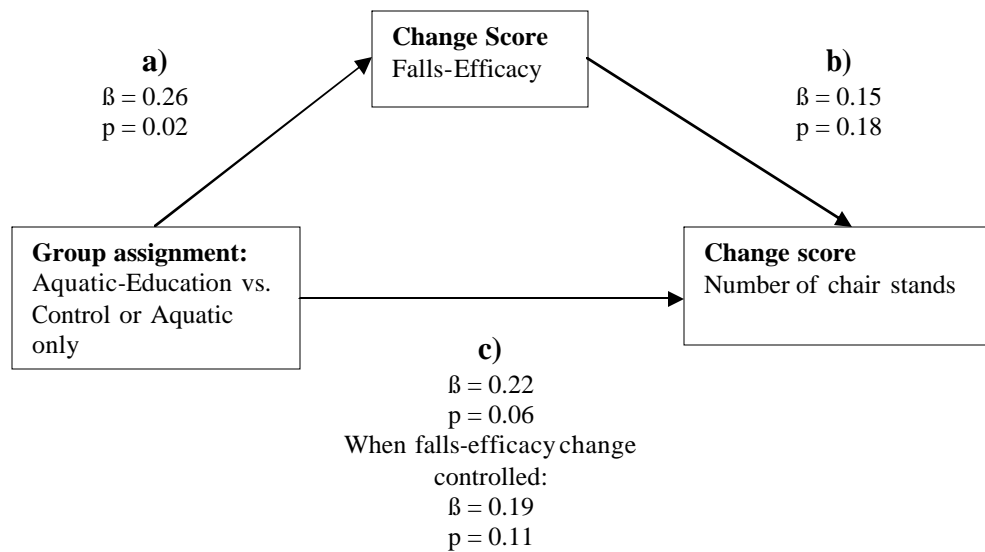 Change Score
Falls-Efficacy
a)
ß = 0.26
p = 0.02
b)
ß = 0.15
p = 0.18
Group assignment:
Aquatic-Education vs.
Control or Aquatic
only
Change score
Number of chair stands
c)
ß = 0.22
p = 0.06
When falls-efficacy change
controlled:
ß = 0.19
p = 0.11